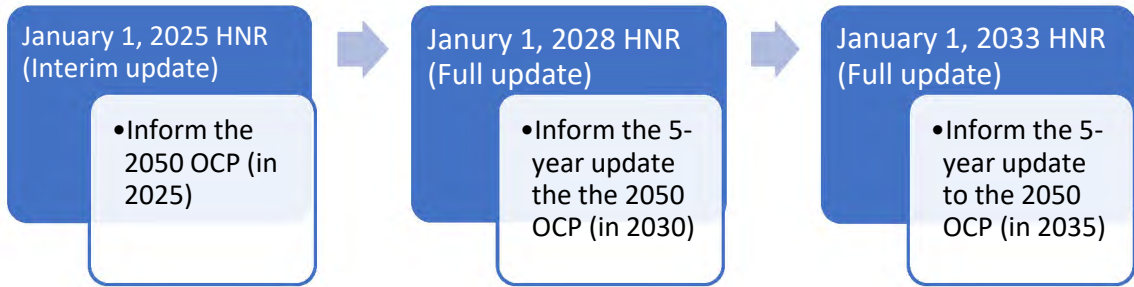 January 1, 2025 HNR
(Interim update)
•Inform the
2050 OCP (in
2025)
Janury 1, 2028 HNR
(Full update)
•Inform the 5-
year update
the the 2050
OCP (in 2030)
January 1, 2033 HNR
(Full update)
•Inform the 5-
year update
to the 2050
OCP (in 2035)